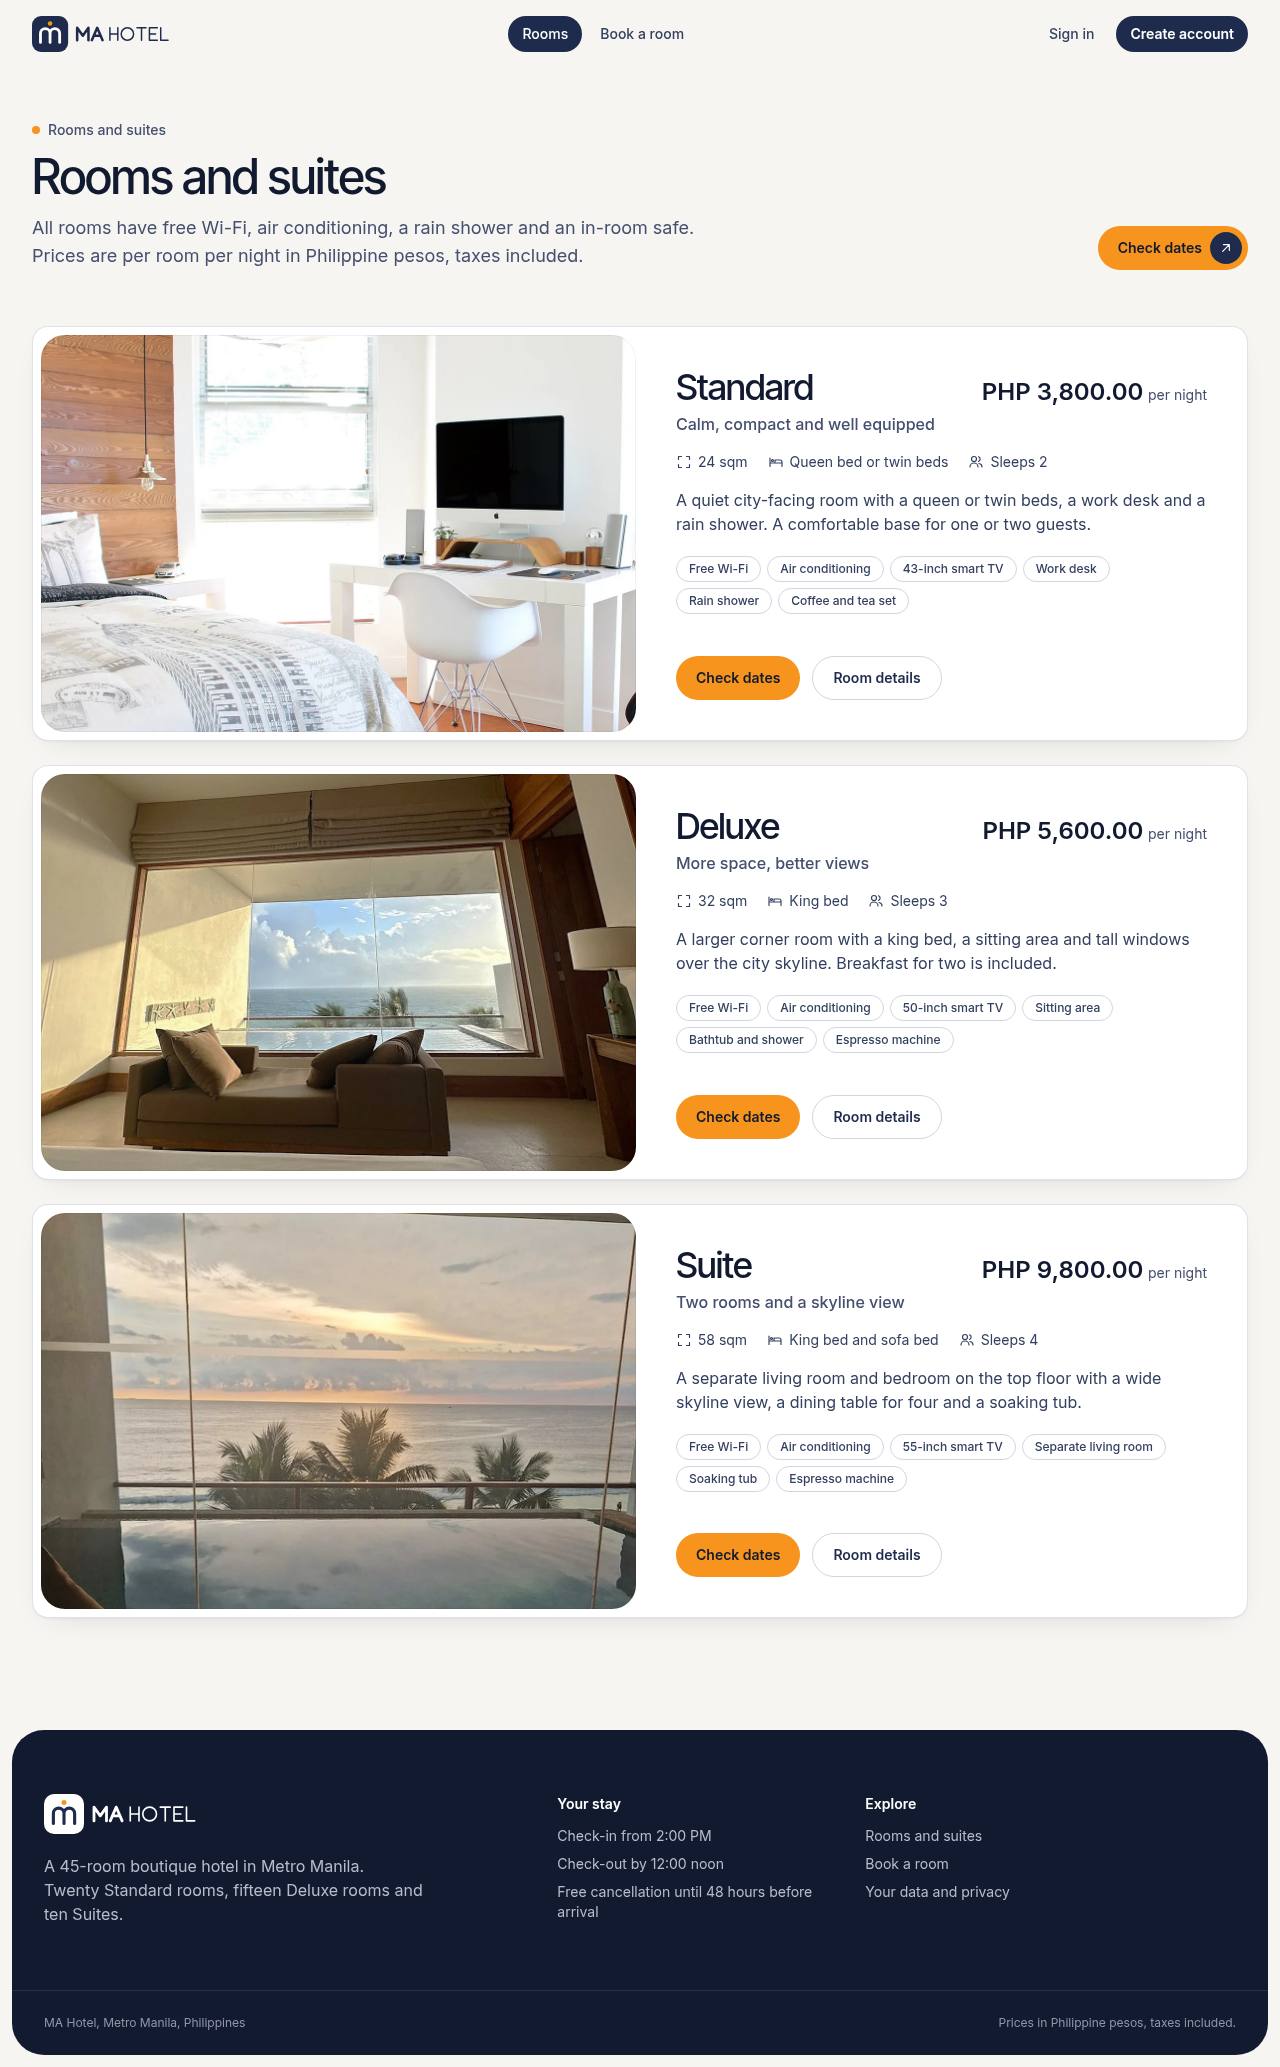 MA HOTEL
Rooms
Book a room
Sign in
Create account
Rooms and suites
Rooms and suites
All rooms have free Wi-Fi, air conditioning, a rain shower and an in-room safe.
Prices are per room per night in Philippine pesos, taxes included.
Check dates
Standard
PHP 3,800.00 per night
Calm, compact and well equipped
24 sqm
Queen bed or twin beds
Sleeps 2
A quiet city-facing room with a queen or twin beds, a work desk and a
rain shower. A comfortable base for one or two guests.
Free Wi-Fi
Air conditioning
43-inch smart TV
Work desk
Rain shower
Coffee and tea set
Check dates
Room details
Deluxe
PHP 5,600.00 per night
More space, better views
32 sqm
King bed
Sleeps 3
A larger corner room with a king bed, a sitting area and tall windows
over the city skyline. Breakfast for two is included.
Free Wi-Fi
Air conditioning
50-inch smart TV
Sitting area
Bathtub and shower
Espresso machine
Check dates
Room details
Suite
PHP 9,800.00 per night
Two rooms and a skyline view
58 sqm
King bed and sofa bed
Sleeps 4
A separate living room and bedroom on the top floor with a wide
skyline view, a dining table for four and a soaking tub.
Free Wi-Fi
Air conditioning
55-inch smart TV
Separate living room
Soaking tub
Espresso machine
Check dates
Room details
MA HOTEL
A 45-room boutique hotel in Metro Manila.
Twenty Standard rooms, fifteen Deluxe rooms and
ten Suites.
Your stay
Check-in from 2:00 PM
Check-out by 12:00 noon
Free cancellation until 48 hours before
arrival
Explore
Rooms and suites
Book a room
Your data and privacy
MA Hotel, Metro Manila, Philippines
Prices in Philippine pesos, taxes included.